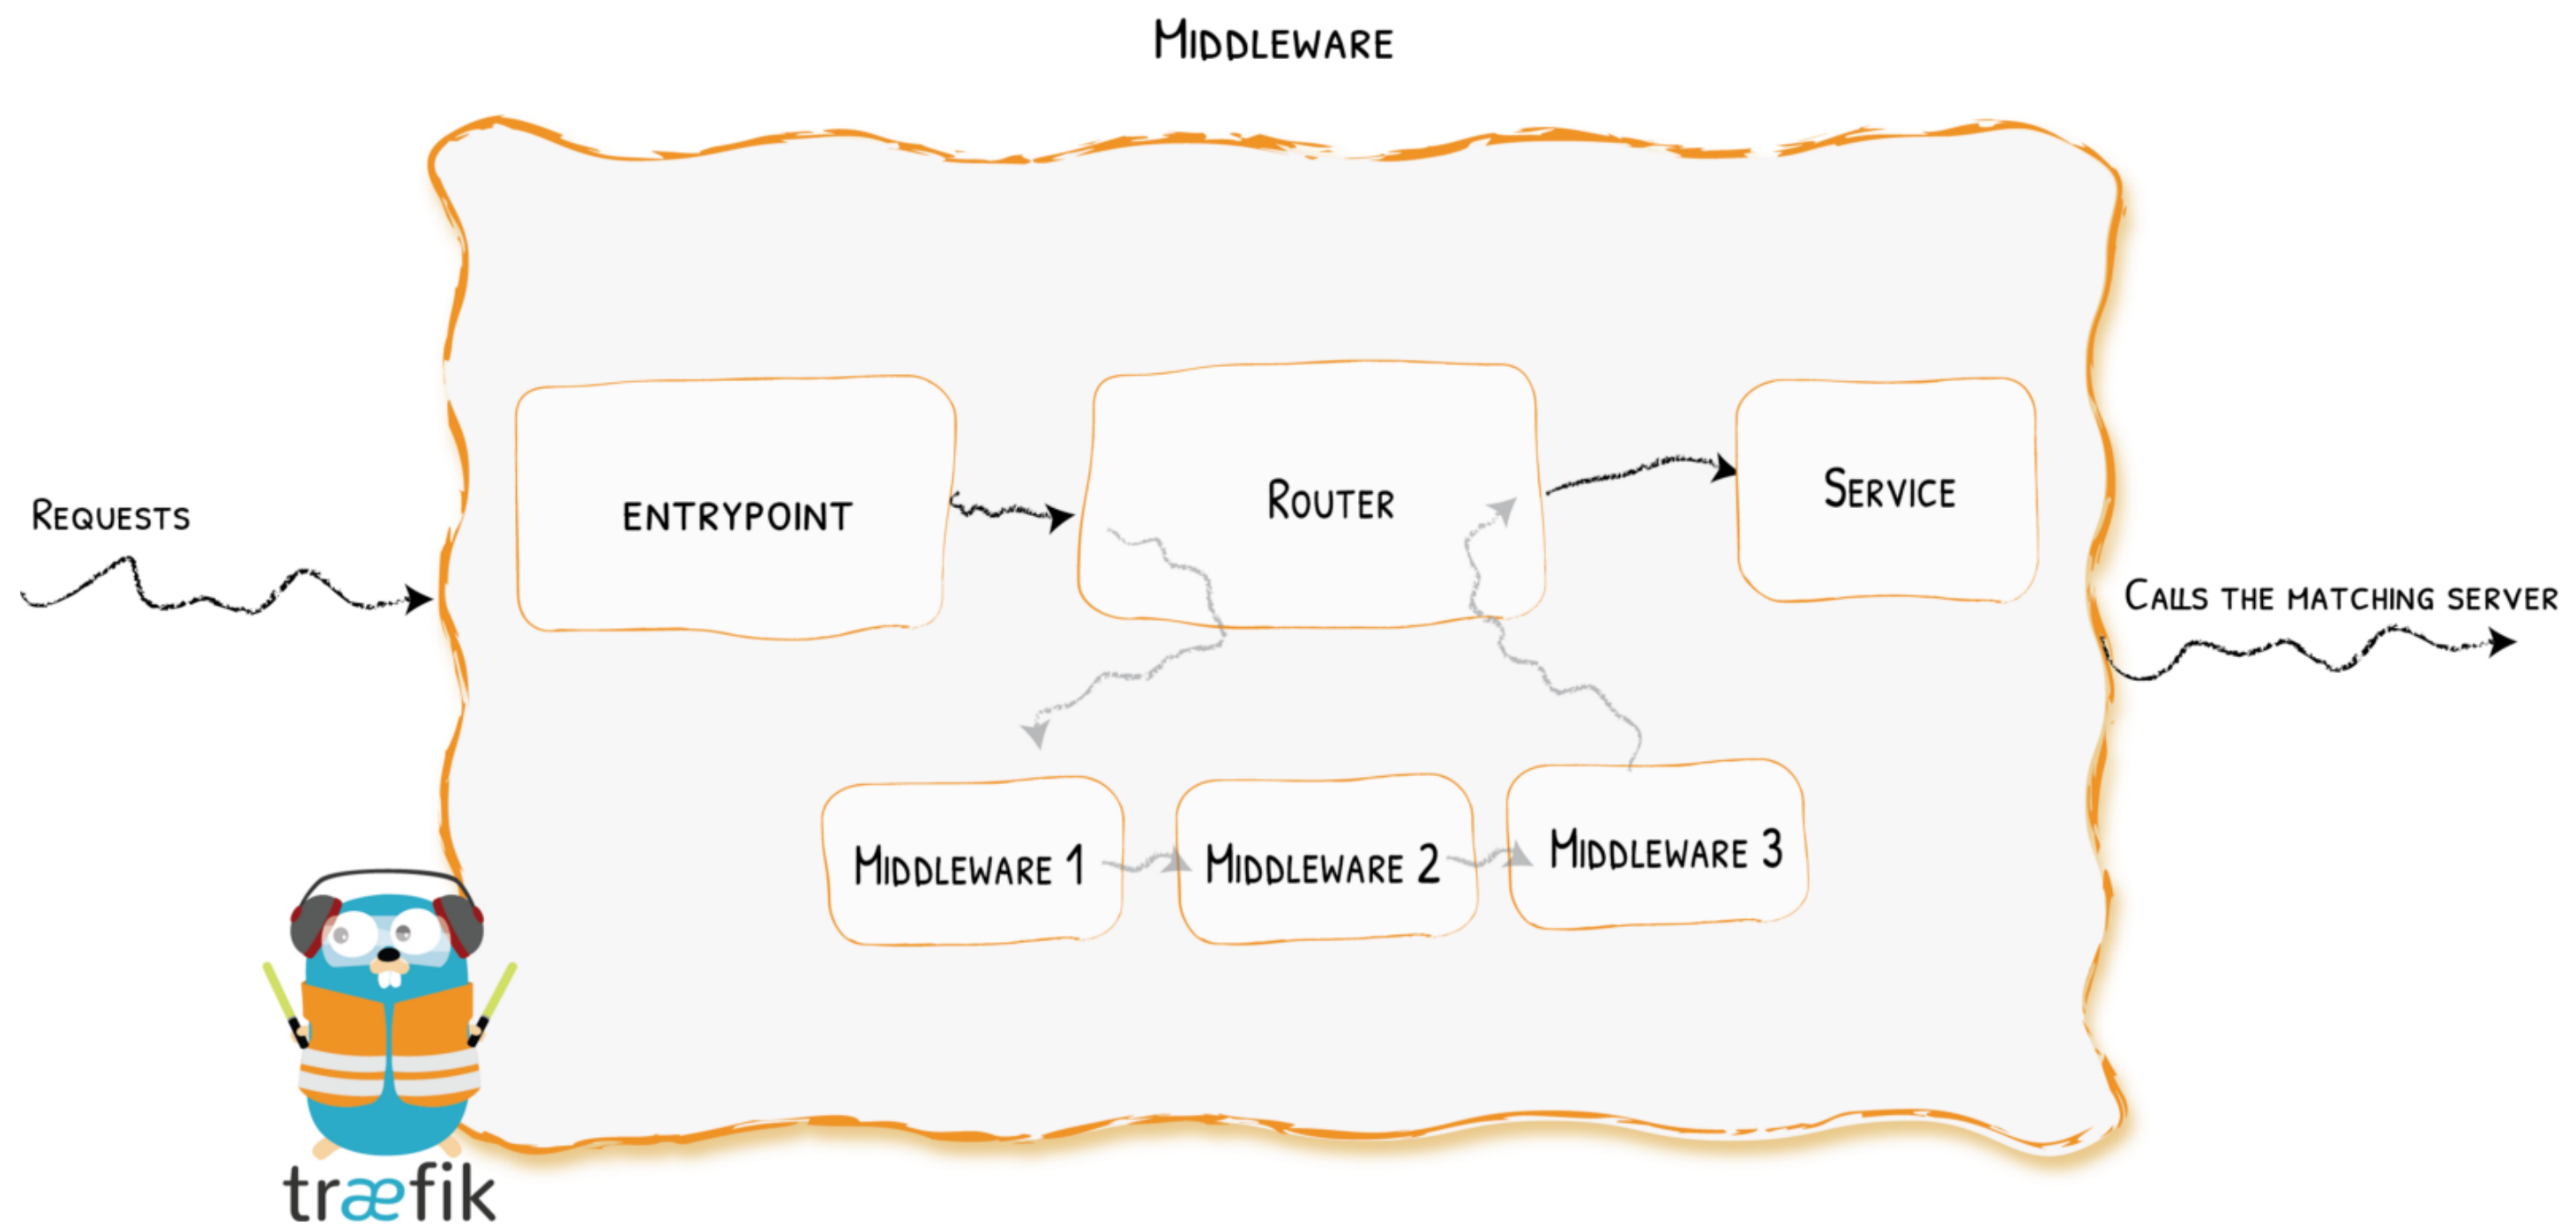 MIDDLEWARE
REQUESTS
ENTRYPOINT
ROUTER
SERVICE
CALLS THE MATCHING SERVER
MIDDLEWARE 1
MIDDLEWARE 2
MIDDLEWARE 3
træfik